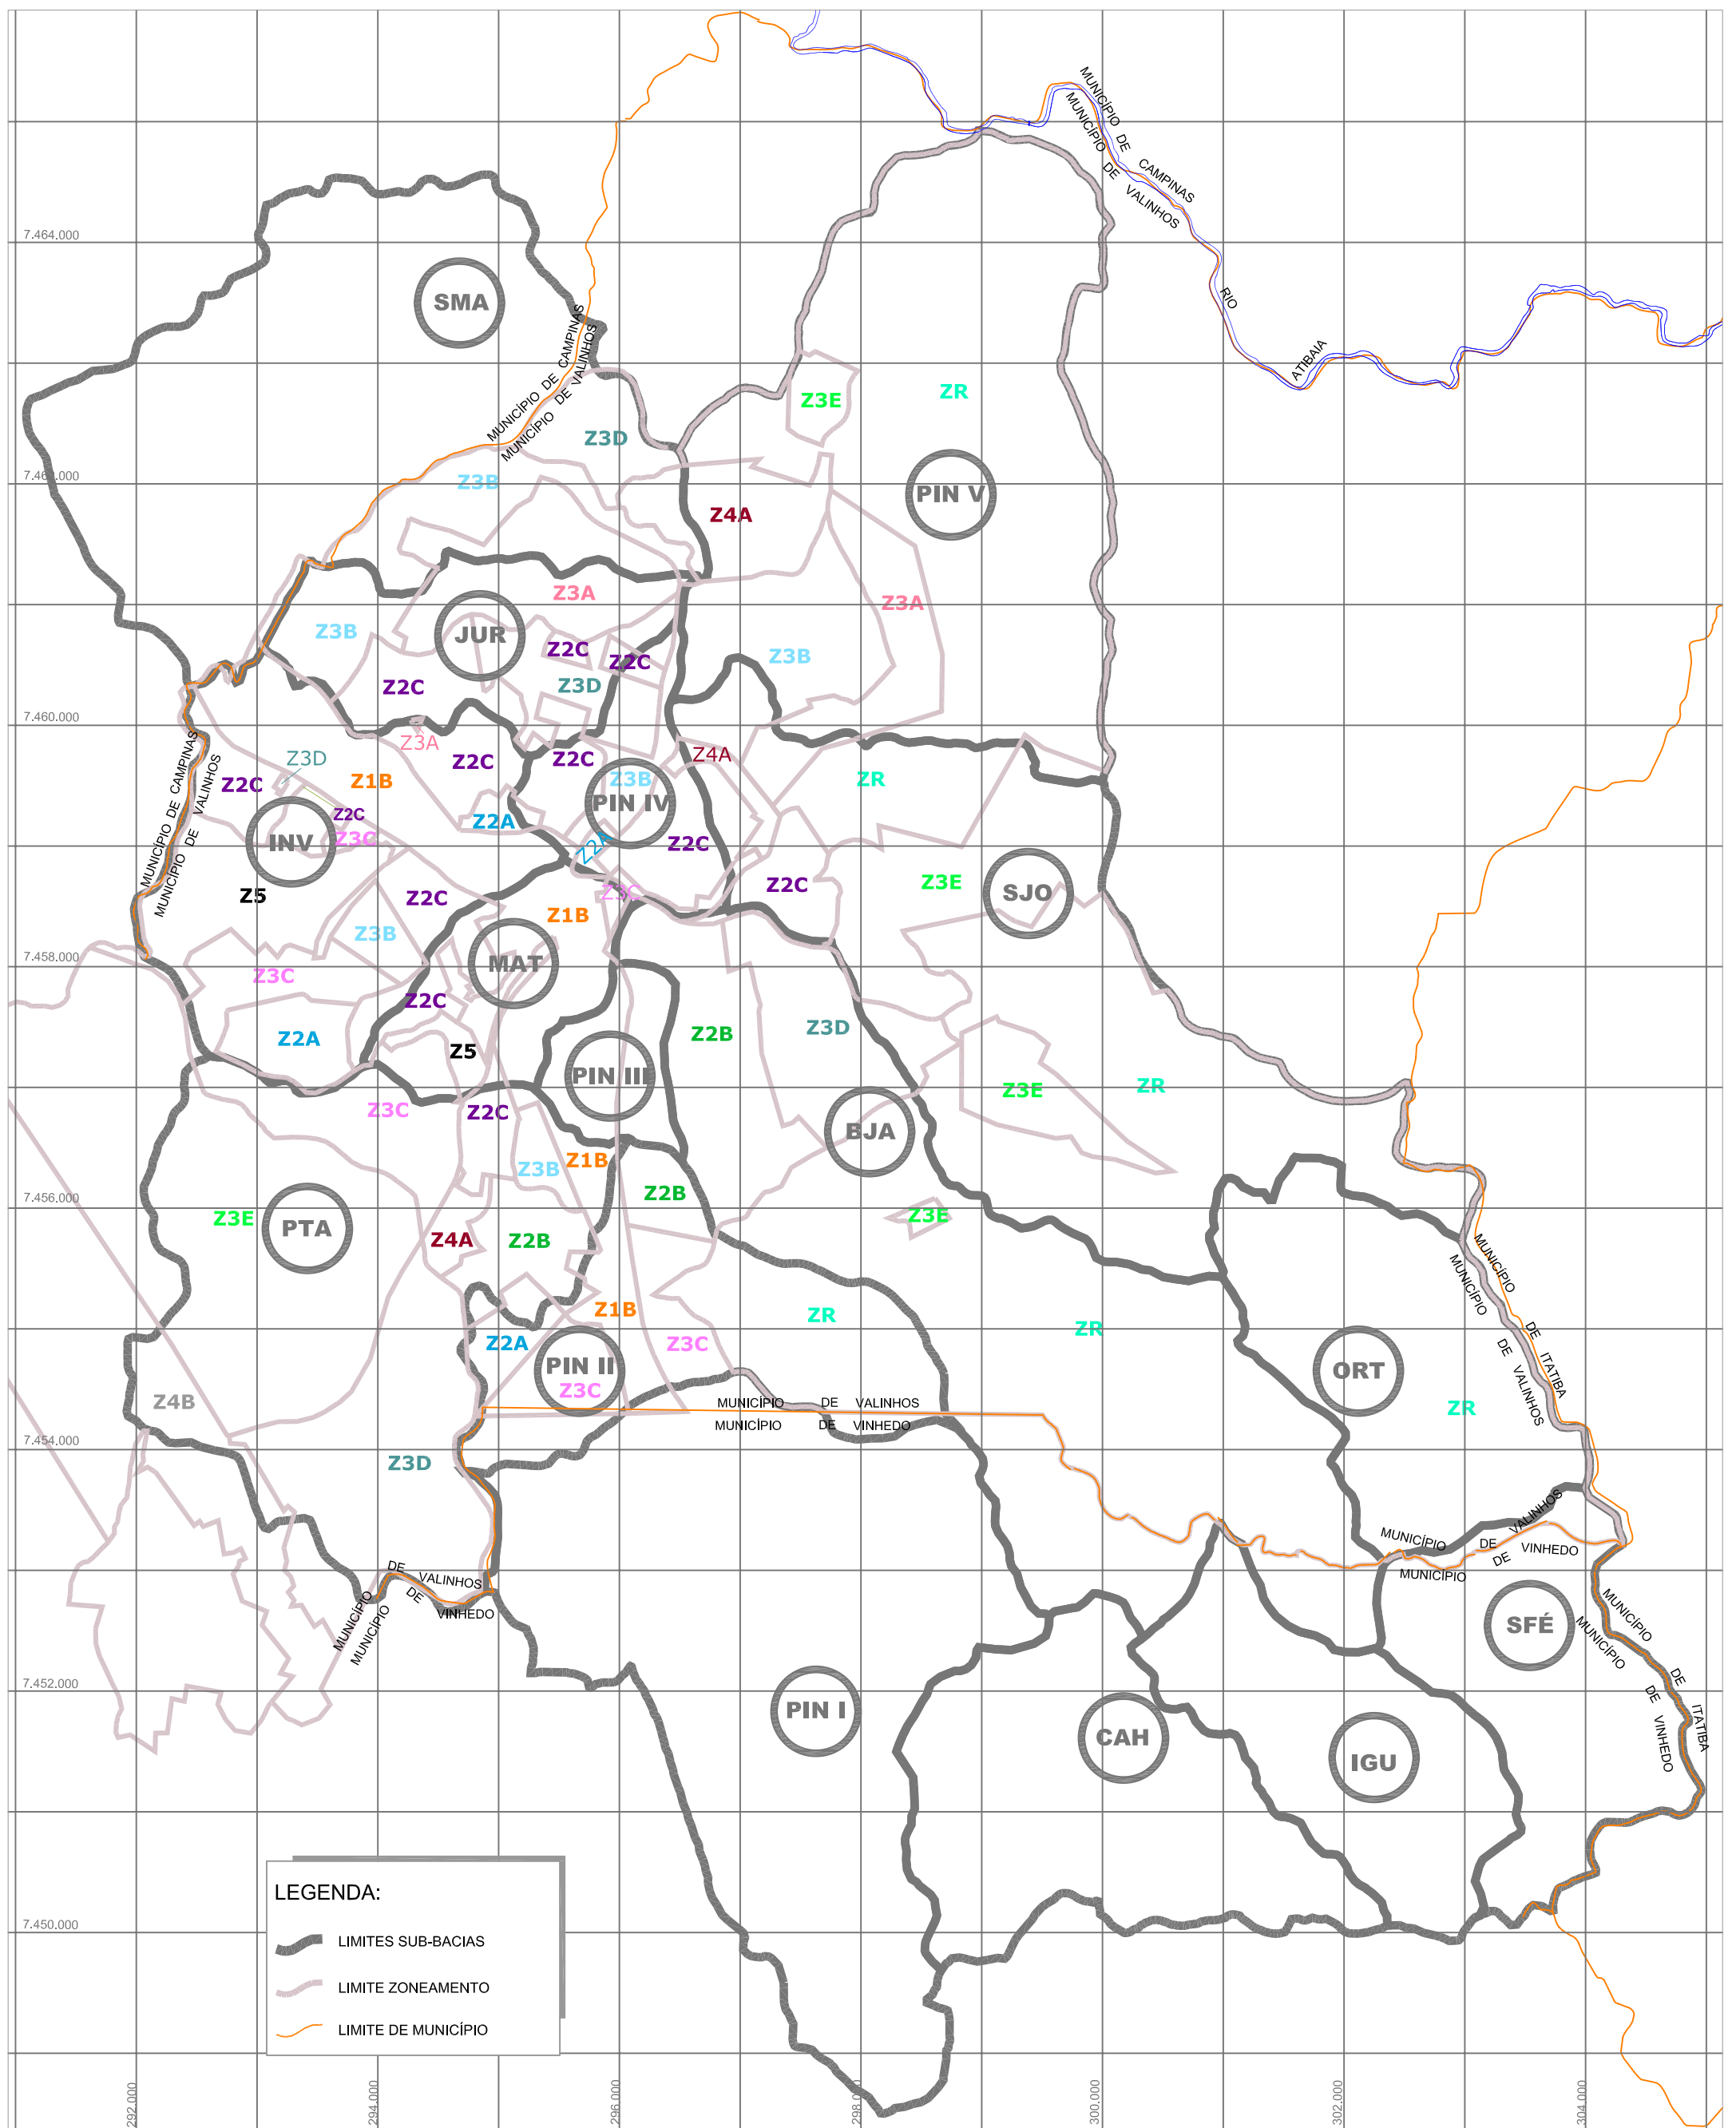 MUNICÍPIO DE CAMPINAS
MUNICÍPIO DE VALINHOS
7.464.000
SMA
RIO
ATIBAIA
MUNICÍPIO DE CAMPINAS
MUNICÍPIO DE VALINHOS
Z3E
ZR
Z3D
Z3B
PIN V
Z4A
Z3A
Z3A
Z3B
JUR
Z2C
Z2C
Z3B
Z2C
Z3D
7.460.000
Z3A
Z2C
Z2C
Z4A
Z3D
Z2C
Z1B
Z3B
ZR
PIN IV
Z2C
Z2A
INV
Z3C
Z2A
Z2C
MUNICÍPIO DE CAMPINAS
MUNICÍPIO DE VALINHOS
Z5
Z2C
Z3C
Z2C
Z3E
SJO
Z1B
Z3B
MAT
7.458.000
Z3C
Z2C
Z2A
Z5
Z2B
Z3D
PIN III
Z3C
Z2C
Z3E
ZR
BJA
Z1B
Z3B
Z2B
7.456.000
Z3E
PTA
Z4A
Z2B
Z3E
MUNICÍPIO DE ITATIBA
MUNICÍPIO DE VALINHOS
Z1B
ZR
ZR
Z2A
Z3C
PIN II
Z3C
ORT
Z4B
ZR
MUNICÍPIO DE VALINHOS
MUNICÍPIO DE VINHEDO
7.454.000
Z3D
MUNICÍPIO DE VALINHOS
MUNICÍPIO DE VINHEDO
MUNICÍPIO DE VALINHOS
MUNICÍPIO DE VINHEDO
SFÉ
MUNICÍPIO DE ITATIBA
MUNICÍPIO DE VINHEDO
7.452.000
PIN I
CAH
IGU
LEGENDA:
7.450.000
LIMITES SUB-BACIAS
LIMITE ZONEAMENTO
LIMITE DE MUNICÍPIO
292.000
294.000
296.000
298.000
300.000
302.000
304.000